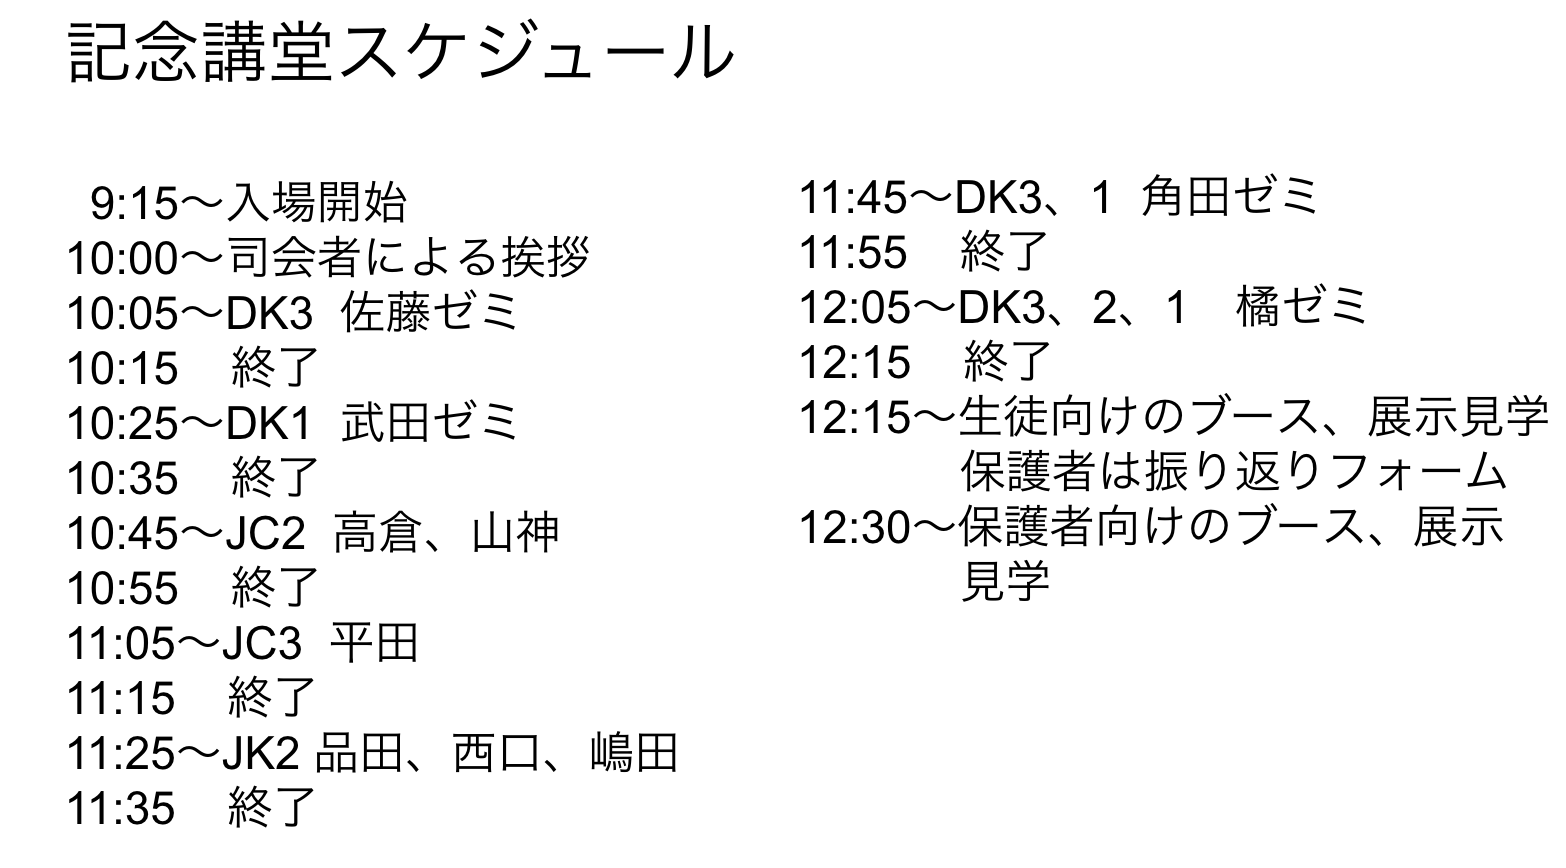 記念講堂スケジュール
9:15〜入場開始
10:00〜司会者による挨拶
10:05〜DK3 佐藤ゼミ
10:15 終了
10:25〜DK1 武田ゼミ
10:35 終了
10:45〜JC2 高倉、山神
10:55 終了
11:05〜JC3 平田
11:15 終了
11:25〜JK2 品田、西口、嶋田
11:35 終了
11:45〜DK3、1 角田ゼミ
11:55 終了
12:05〜DK3、2、1 橘ゼミ
12:15 終了
12:15〜生徒向けのブース、展示見学
保護者は振り返りフォーム
12:30〜保護者向けのブース、展示
見学